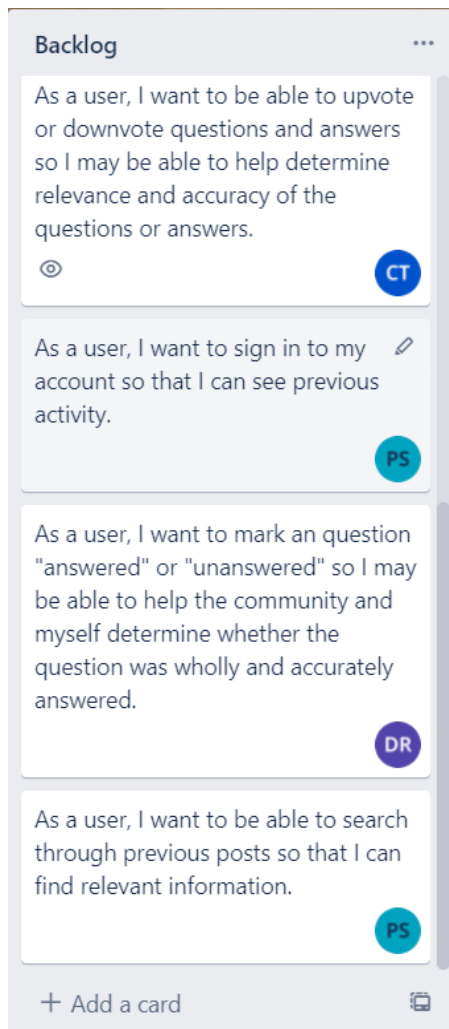 Backlog
As a user, I want to be able to upvote
or downvote questions and answers
so I may be able to help determine
relevance and accuracy of the
questions or answers.
CT
As a user, I want to sign in to my
account so that I can see previous
activity.
PS
As a user, I want to mark an question
"answered" or "unanswered" so I may
be able to help the community and
myself determine whether the
question was wholly and accurately
answered.
DR
As a user, I want to be able to search
through previous posts so that I can
find relevant information.
PS
+ Add a card